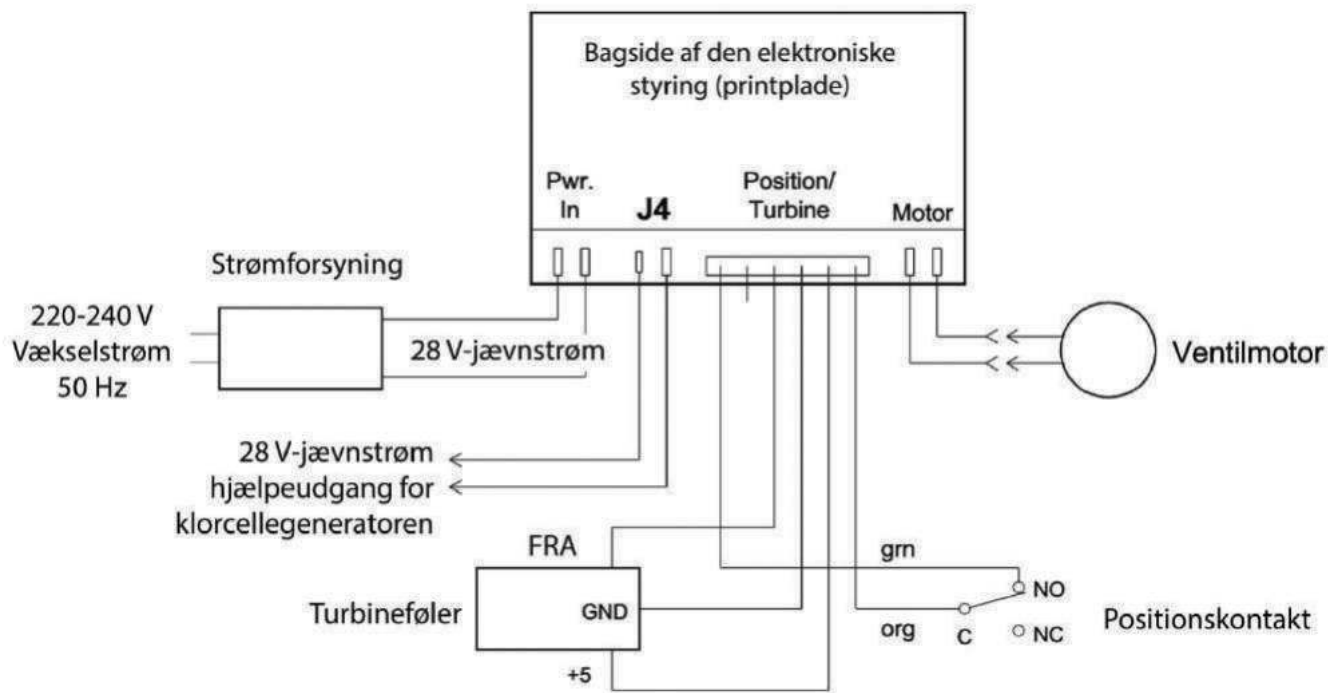 Bagside af den elektroniske
styring (printplade)
Pwr.
In
J4
Position/
Turbine
Motor
Strømforsyning
220-240 V
Vækselstrøm
50 Hz
28 V-jævnstrøm
Ventilmotor
28 V-jævnstrøm
hjælpeudgang for
klorcellegeneratoren
FRA
Turbineføler
GND
+5
grn
org
C
NO
NC
Positionskontakt